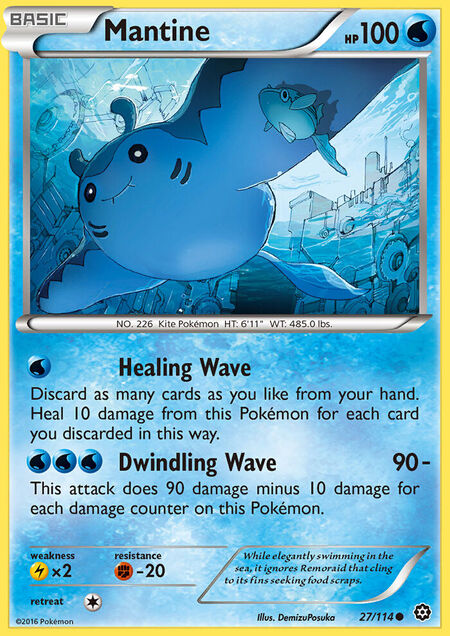 BASIC
Mantine
HP100
NO. 226 Kite Pokémon HT: 6'11" WT: 485.0 lbs.
Healing Wave
Discard as many cards as you like from your hand.
Heal 10 damage from this Pokémon for each card
you discarded in this way.
Dwindling Wave 90-
This attack does 90 damage minus 10 damage for
each damage counter on this Pokémon.
weakness
×2
resistance
-20
retreat
While elegantly swimming in the
sea, it ignores Remoraid that cling
to its fins seeking food scraps.
©2016 Pokémon
Illus. DemizuPosuka
27/114